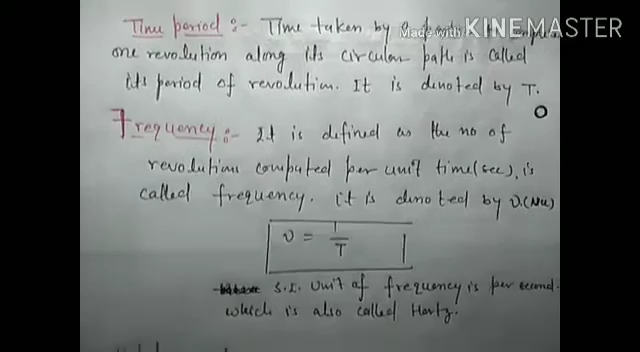 Time period :- Time taken by a Made with KINEMASTER
one revolution along its circular path is called
its period of revolution. It is denoted by T.
Frequency :- It is defined as the no of
revolution computed per unit time (sec), is
called frequency. it is denoted by ν. (Nu)
ν = 1/T
S.I. Unit of frequency is per second.
which is also called Hertz.